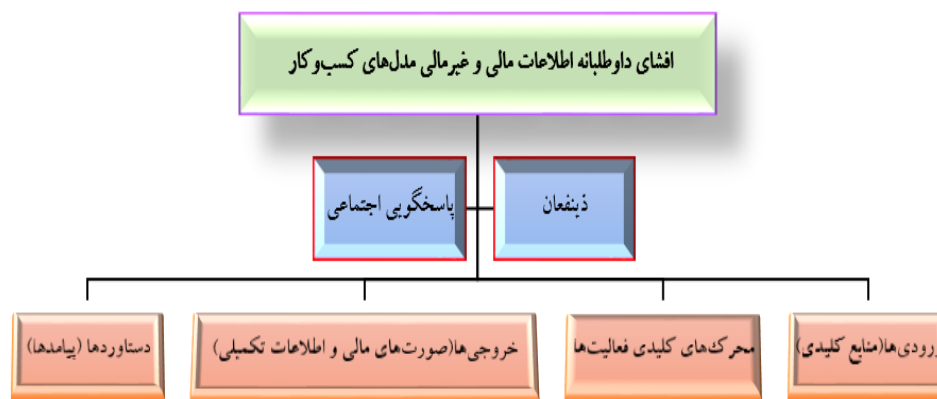 افشای داوطلبانه اطلاعات مالی و غیرمالی مدل‌های کسب‌وکار
ذینفعان
پاسخگویی اجتماعی
ورودی‌ها(منابع کلیدی)
محرک‌های کلیدی فعالیت‌ها
خروجی‌ها(صورت‌های مالی و اطلاعات تکمیلی)
دستاوردها (پیامدها)